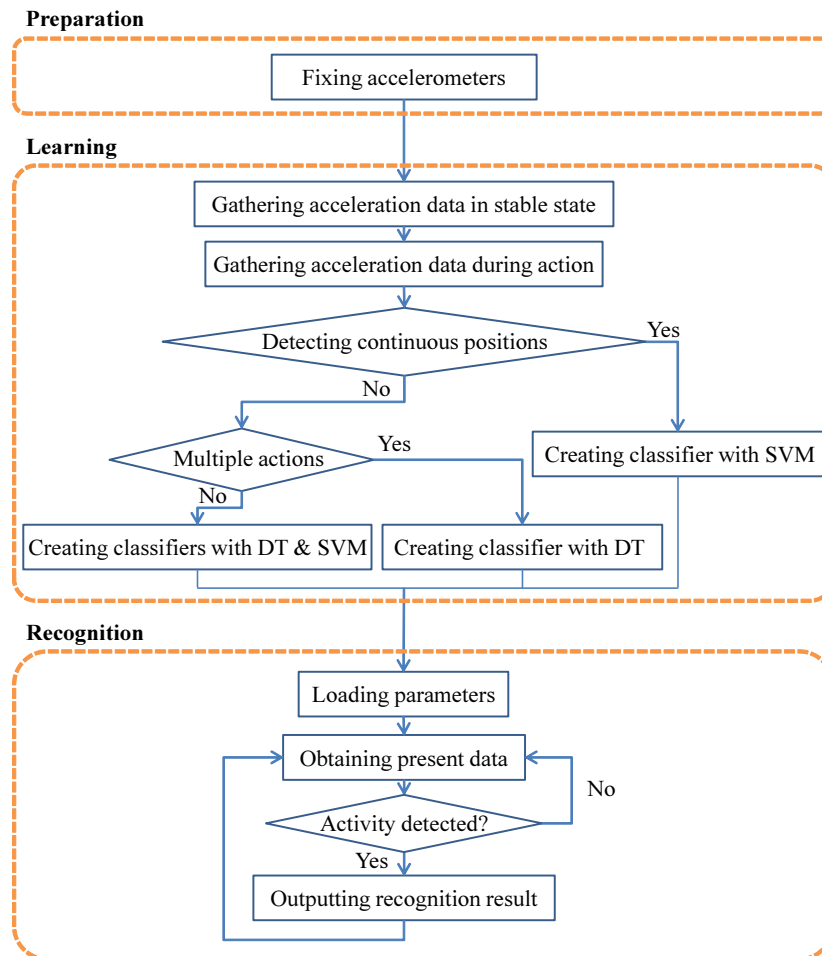 Preparation
Fixing accelerometers
Learning
Gathering acceleration data in stable state
Gathering acceleration data during action
Detecting continuous positions
Yes
No
Multiple actions
Yes
Creating classifier with SVM
No
Creating classifiers with DT & SVM
Creating classifier with DT
Recognition
Loading parameters
Obtaining present data
No
Activity detected?
Yes
Outputting recognition result